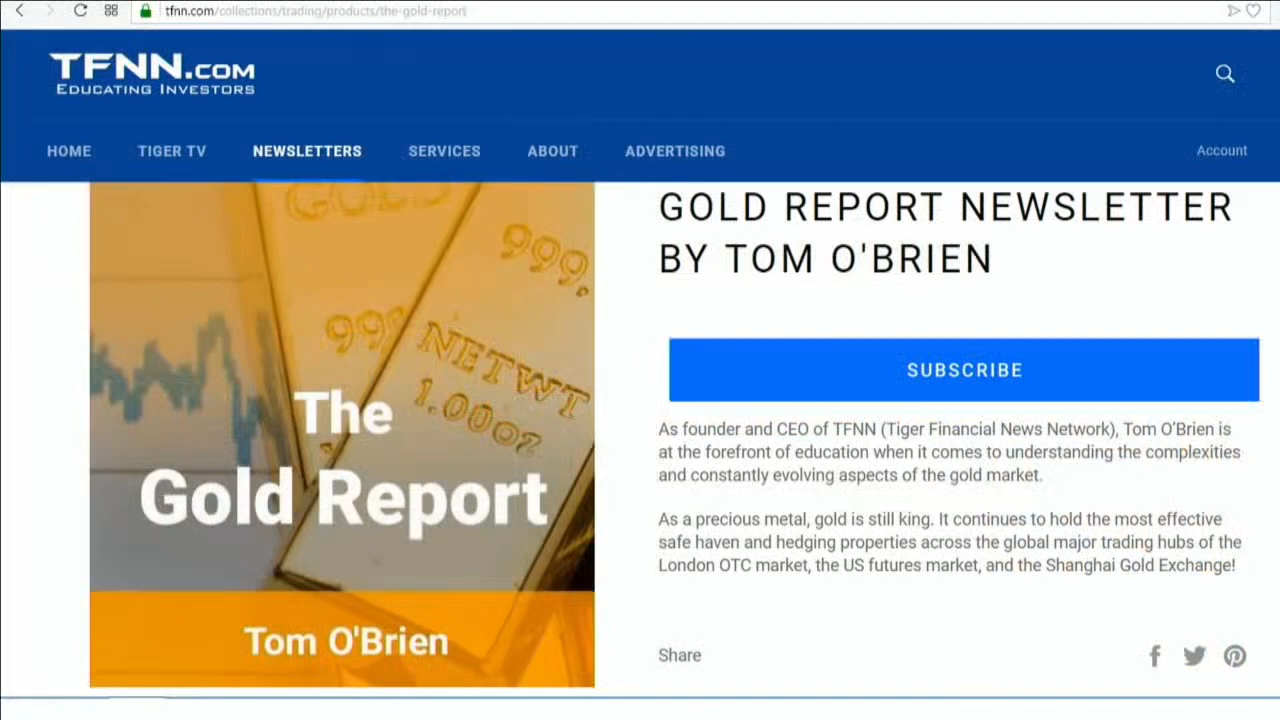 tfnn.com/collections/trading/products/the-gold-report
TFNN.COM
EDUCATING INVESTORS
HOME
TIGER TV
NEWSLETTERS
SERVICES
ABOUT
ADVERTISING
Account
GOLD
999.
999
NETWT
1.00OZ
The
Gold Report
Tom O'Brien
GOLD REPORT NEWSLETTER
BY TOM O'BRIEN
SUBSCRIBE
As founder and CEO of TFNN (Tiger Financial News Network), Tom O'Brien is
at the forefront of education when it comes to understanding the complexities
and constantly evolving aspects of the gold market.
As a precious metal, gold is still king. It continues to hold the most effective
safe haven and hedging properties across the global major trading hubs of the
London OTC market, the US futures market, and the Shanghai Gold Exchange!
Share